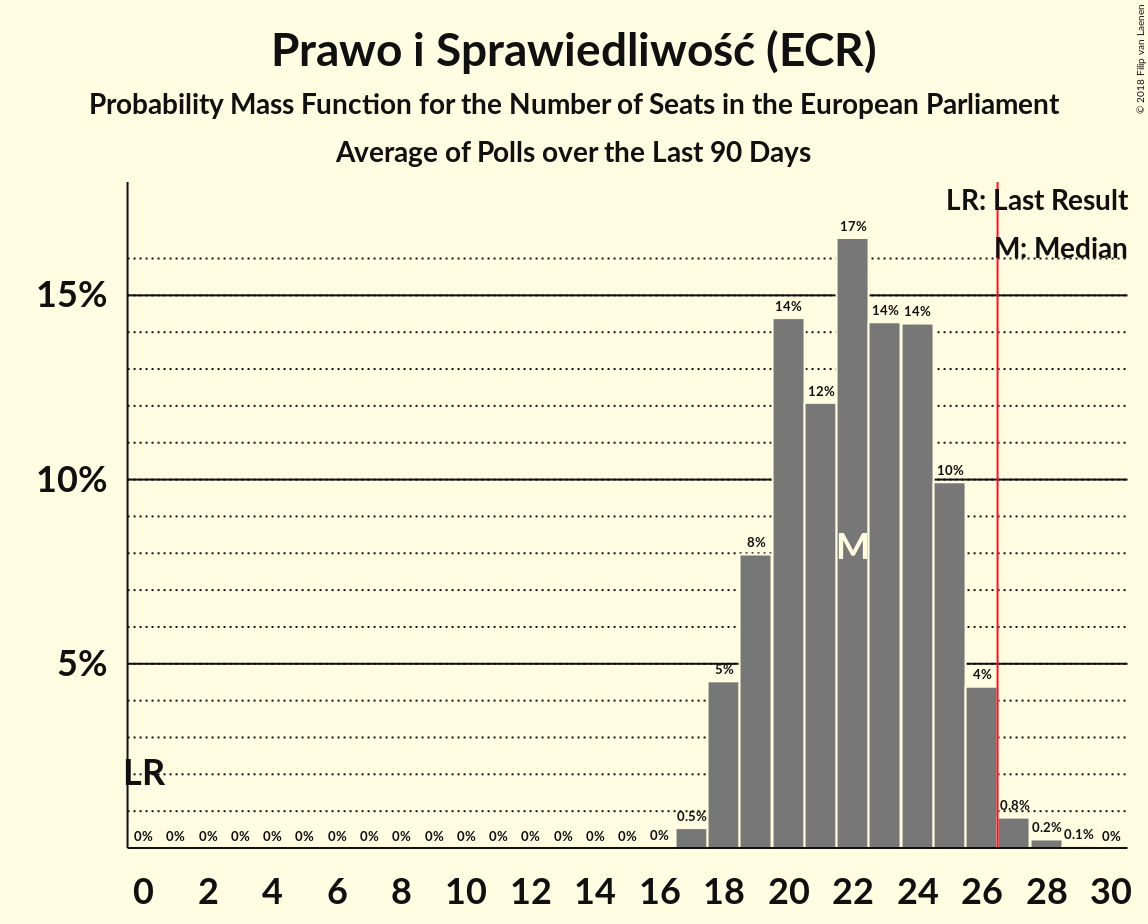 Prawo i Sprawiedliwość (ECR)
Probability Mass Function for the Number of Seats in the European Parliament
Average of Polls over the Last 90 Days
© 2018 Filip van Laenen
LR: Last Result
M: Median
17%
15%
14%
14% 14%
12%
10%
10%
M
8%
5%
5%
4%
LR
0% 0% 0% 0% 0% 0% 0% 0% 0% 0% 0% 0% 0% 0% 0% 0% 0% 0.5% 0.8% 0.2% 0.1% 0%
0 2 4 6 8 10 12 14 16 18 20 22 24 26 28 30